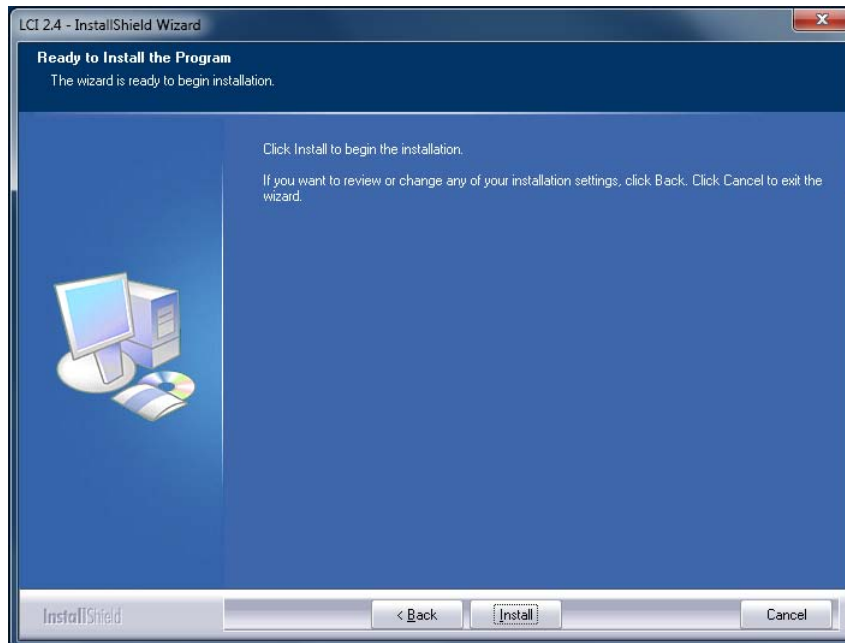 LCI 2.4 - InstallShield Wizard
Ready to Install the Program
The wizard is ready to begin installation.
Click Install to begin the installation.
If you want to review or change any of your installation settings, click Back. Click Cancel to exit the
wizard.
InstallShield
< Back
Install
Cancel